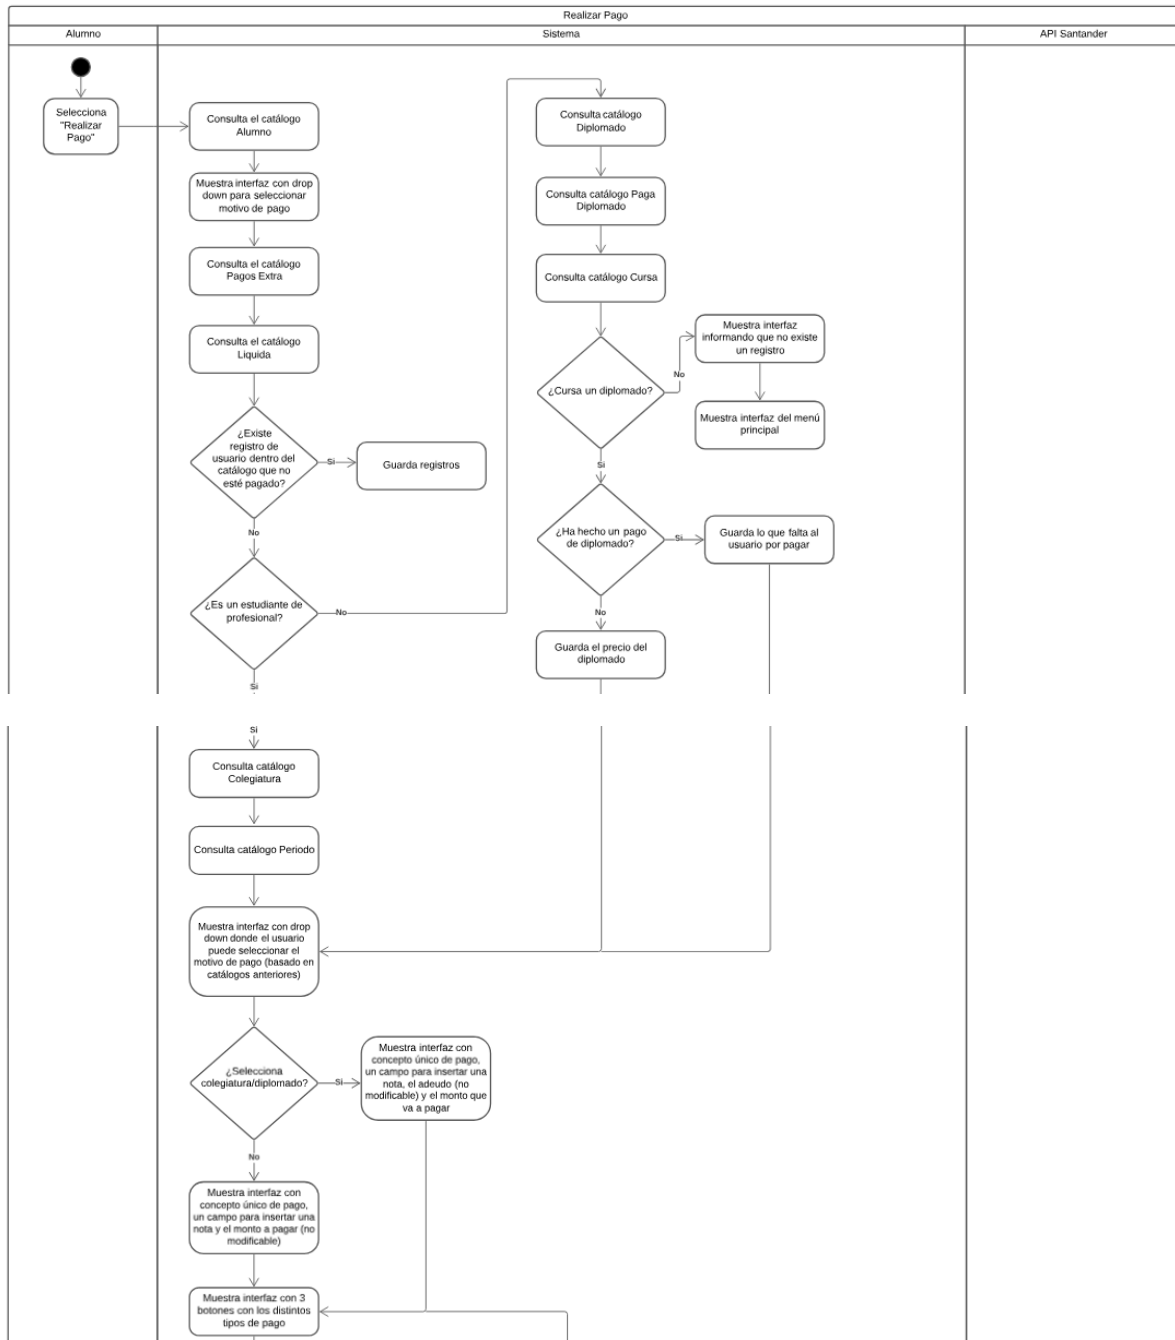 Realizar Pago
Alumno
Sistema
API Santander
Selecciona
"Realizar
Pago"
Consulta el catálogo
Alumno
Muestra interfaz con drop
down para seleccionar
motivo de pago
Consulta el catálogo
Pagos Extra
Consulta el catálogo
Liquida
¿Existe
registro de
usuario dentro del
catálogo que no
esté pagado?
Si
Guarda registros
No
¿Es un estudiante de
profesional?
No
Si
Consulta catálogo
Diplomado
Consulta catálogo Paga
Diplomado
Consulta catálogo Cursa
¿Cursa un diplomado?
No
Muestra interfaz
informando que no existe
un registro
Muestra interfaz del menú
principal
Si
¿Ha hecho un pago
de diplomado?
Si
Guarda lo que falta al
usuario por pagar
No
Guarda el precio del
diplomado
Si
Consulta catálogo
Colegiatura
Consulta catálogo Periodo
Muestra interfaz con drop
down donde el usuario
puede seleccionar el
motivo de pago (basado en
catálogos anteriores)
¿Selecciona
colegiatura/diplomado?
Si
Muestra interfaz con
concepto único de pago,
un campo para insertar una
nota, el adeudo (no
modificable) y el monto que
va a pagar
No
Muestra interfaz con
concepto único de pago,
un campo para insertar una
nota y el monto a pagar (no
modificable)
Muestra interfaz con 3
botones con los distintos
tipos de pago